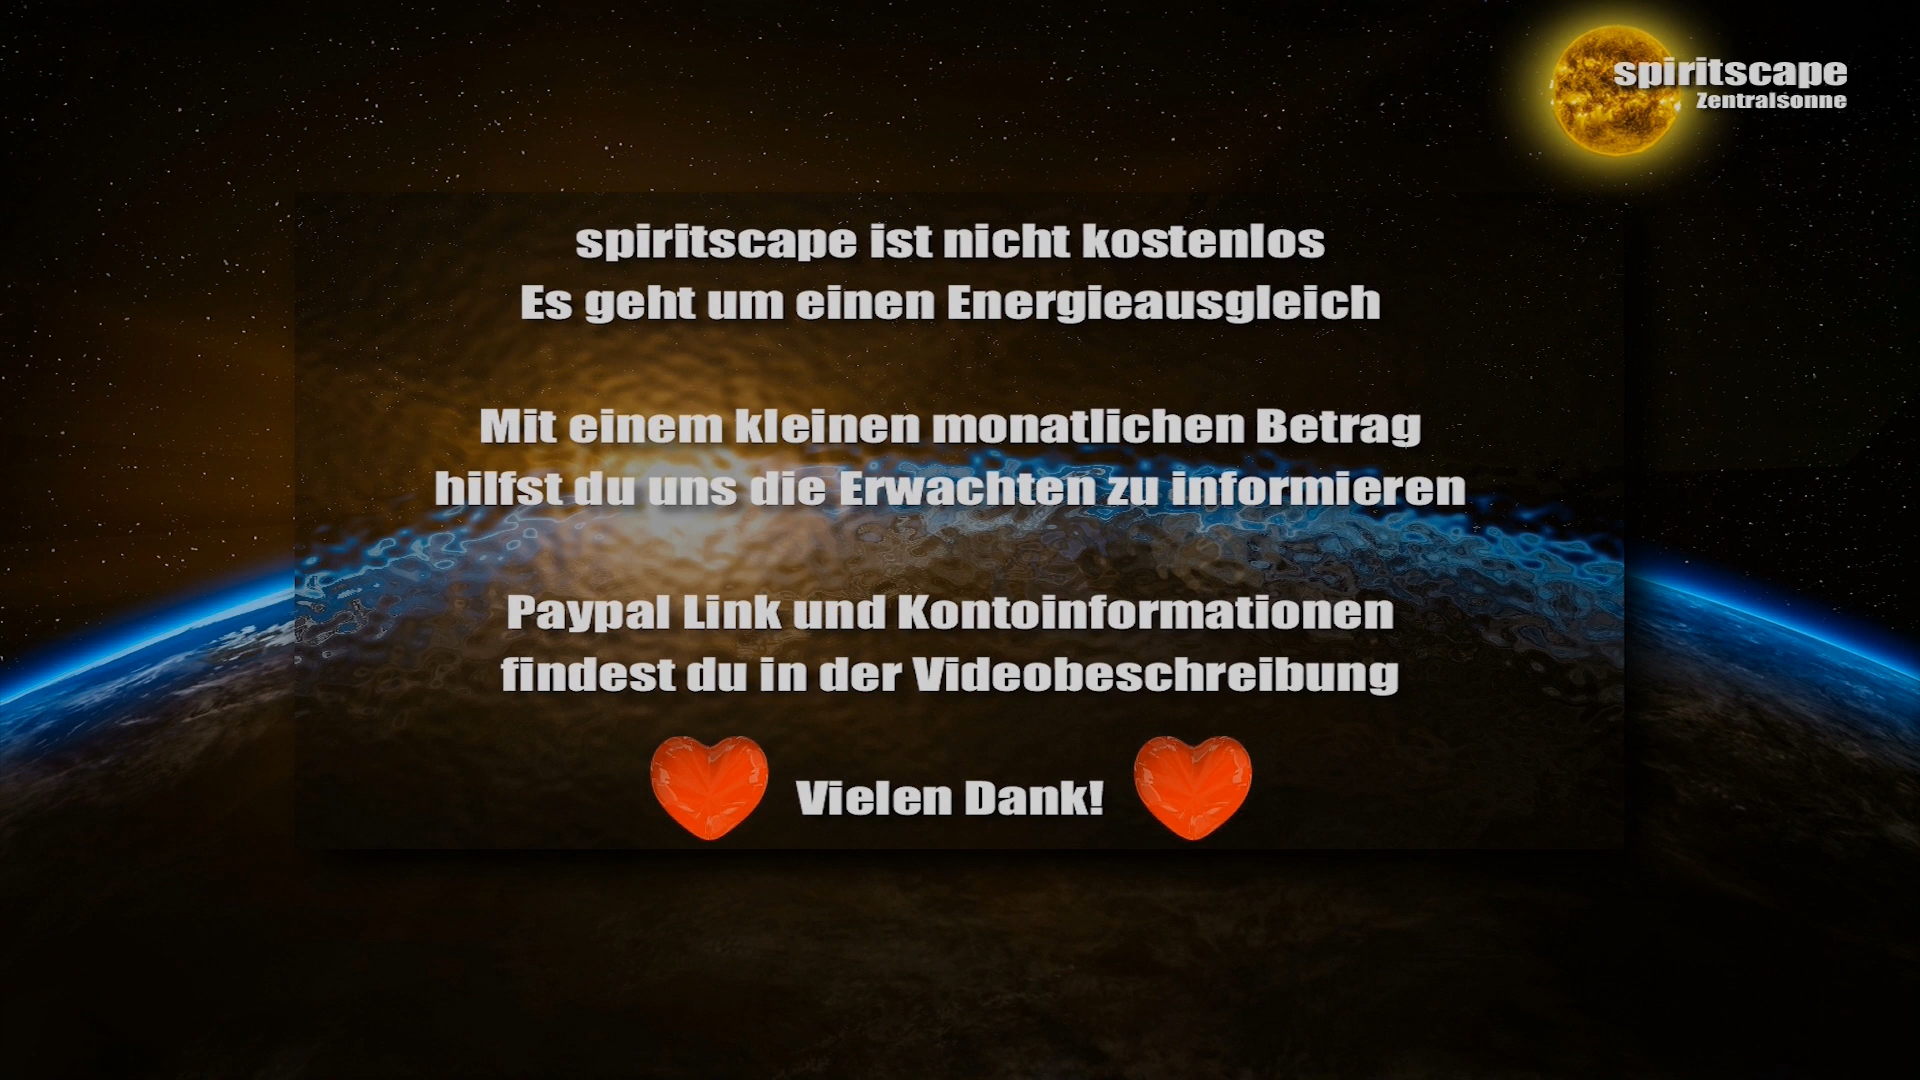 spiritscape
Zentralsonne
spiritscape ist nicht kostenlos
Es geht um einen Energieausgleich
Mit einem kleinen monatlichen Betrag
hilfst du uns die Erwachten zu informieren
Paypal Link und Kontoinformationen
findest du in der Videobeschreibung
Vielen Dank!